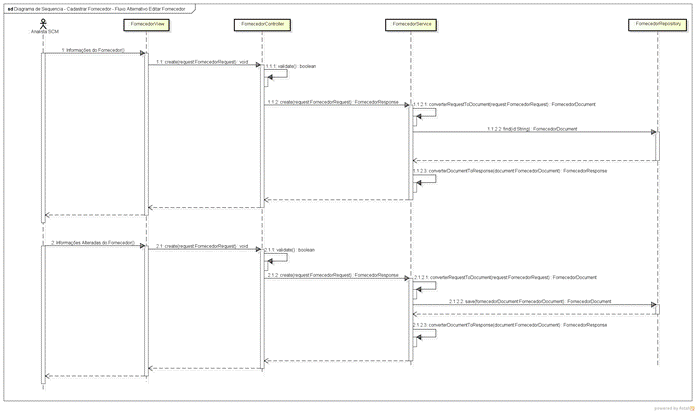 sd Diagrama de Sequencia - Cadastrar Fornecedor - Fluxo Alternativo Editar Fornecedor
Analista SCM
FornecedorView
FornecedorController
FornecedorService
FornecedorRepository
1: Informações do Fornecedor()
1.1: create(request:FornecedorRequest) : void
1.1.1: validate() : boolean
1.1.2: create(request:FornecedorRequest) : FornecedorResponse
1.1.2.1: converterRequestToDocument(request:FornecedorRequest) : FornecedorDocument
1.1.2.2: find(id:String) : FornecedorDocument
1.1.2.3: converterDocumentToResponse(document:FornecedorDocument) : FornecedorResponse
2: Informações Alteradas do Fornecedor()
2.1: create(request:FornecedorRequest) : void
2.1.1: validate() : boolean
2.1.2: create(request:FornecedorRequest) : FornecedorResponse
2.1.2.1: converterRequestToDocument(request:FornecedorRequest) : FornecedorDocument
2.1.2.2: save(fornecedorDocument:FornecedorDocument) : FornecedorDocument
2.1.2.3: converterDocumentToResponse(document:FornecedorDocument) : FornecedorResponse
powered by Astah